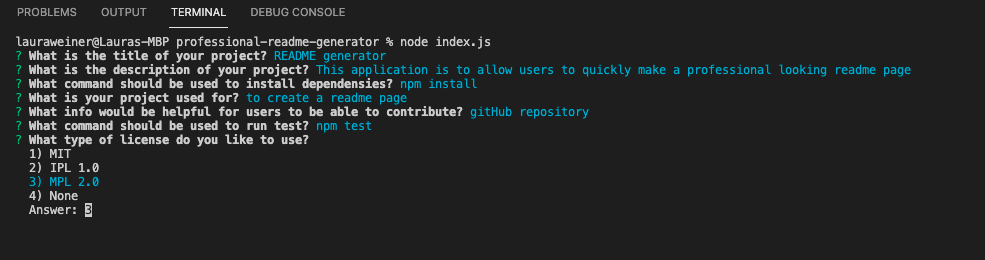 PROBLEMS OUTPUT TERMINAL DEBUG CONSOLE
lauraweiner@Lauras-MBP professional-readme-generator % node index.js
? What is the title of your project? README generator
? What is the description of your project? This application is to allow users to quickly make a professional looking readme page
? What command should be used to install dependensies? npm install
? What is your project used for? to create a readme page
? What info would be helpful for users to be able to contribute? gitHub repository
? What command should be used to run test? npm test
? What type of license do you like to use?
1) MIT
2) IPL 1.0
3) MPL 2.0
4) None
Answer: 3